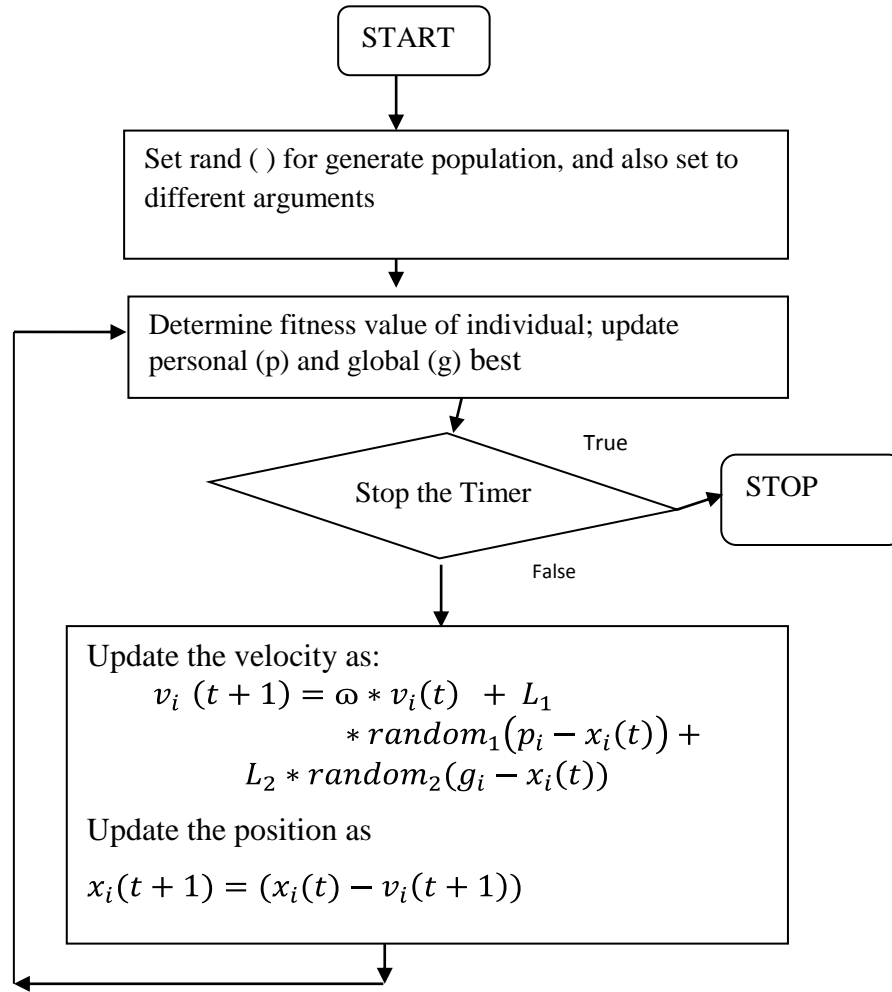 START
Set rand ( ) for generate population, and also set to
different arguments
Determine fitness value of individual; update
personal (p) and global (g) best
True
Stop the Timer
STOP
False
Update the velocity as:
v_i (t + 1) = ω * v_i(t) + L_1
* random_1(p_i − x_i(t)) +
L_2 * random_2(g_i − x_i(t))
Update the position as
x_i(t + 1) = (x_i(t) − v_i(t + 1))